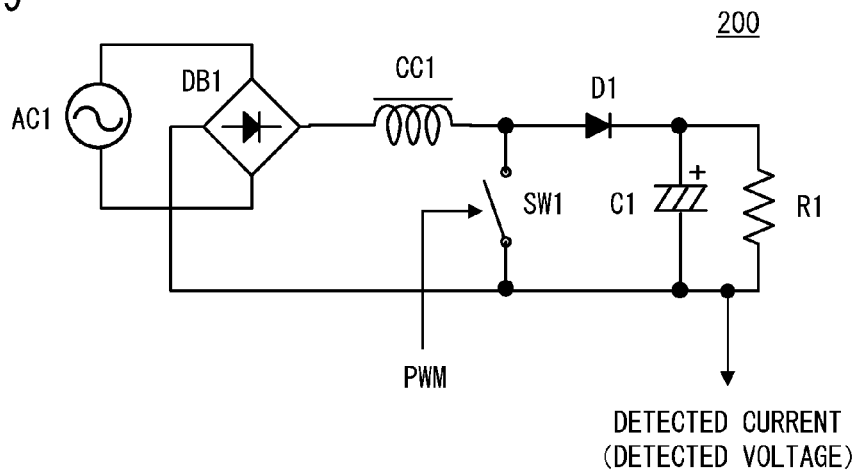 200
DB1
CC1
D1
AC1
SW1
C1
+
R1
PWM
DETECTED CURRENT
(DETECTED VOLTAGE)